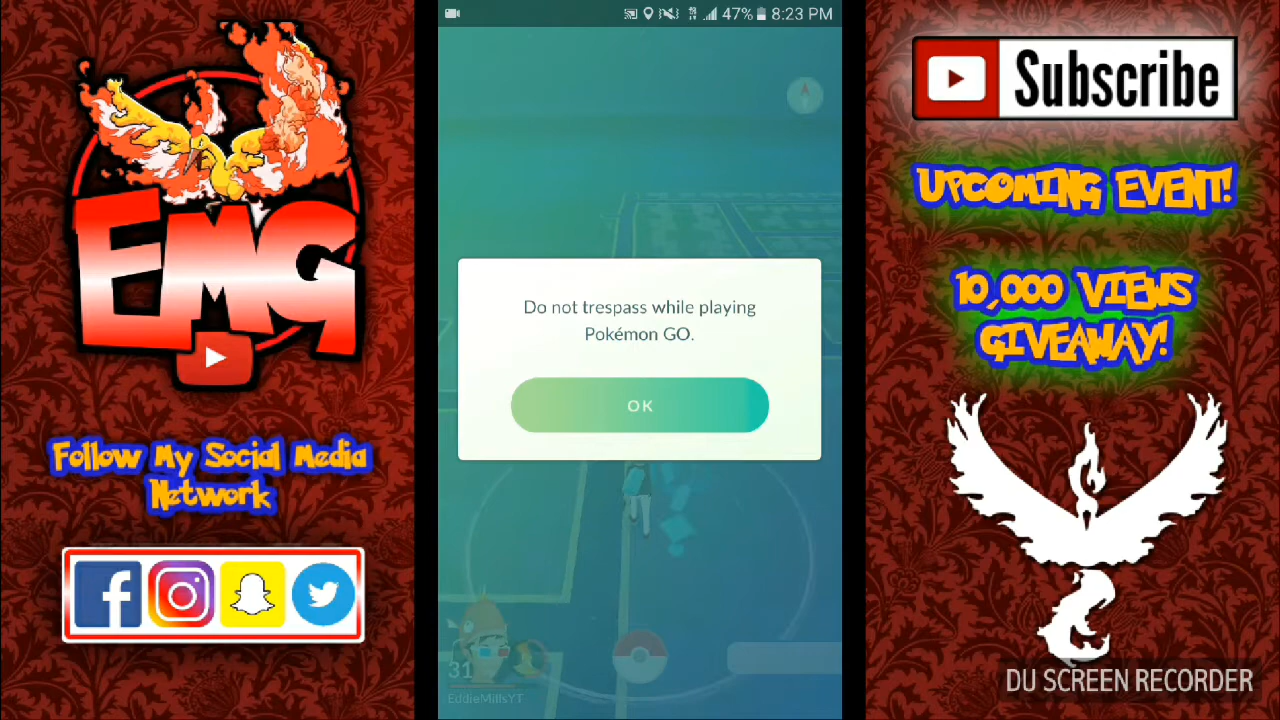 47% 8:23 PM
EMG
Follow My Social Media
Network
Do not trespass while playing
Pokémon GO.
OK
31
EddieMillsYT
Subscribe
UPCOMING EVENT!
10,000 VIEWS
GIVEAWAY!
DU SCREEN RECORDER